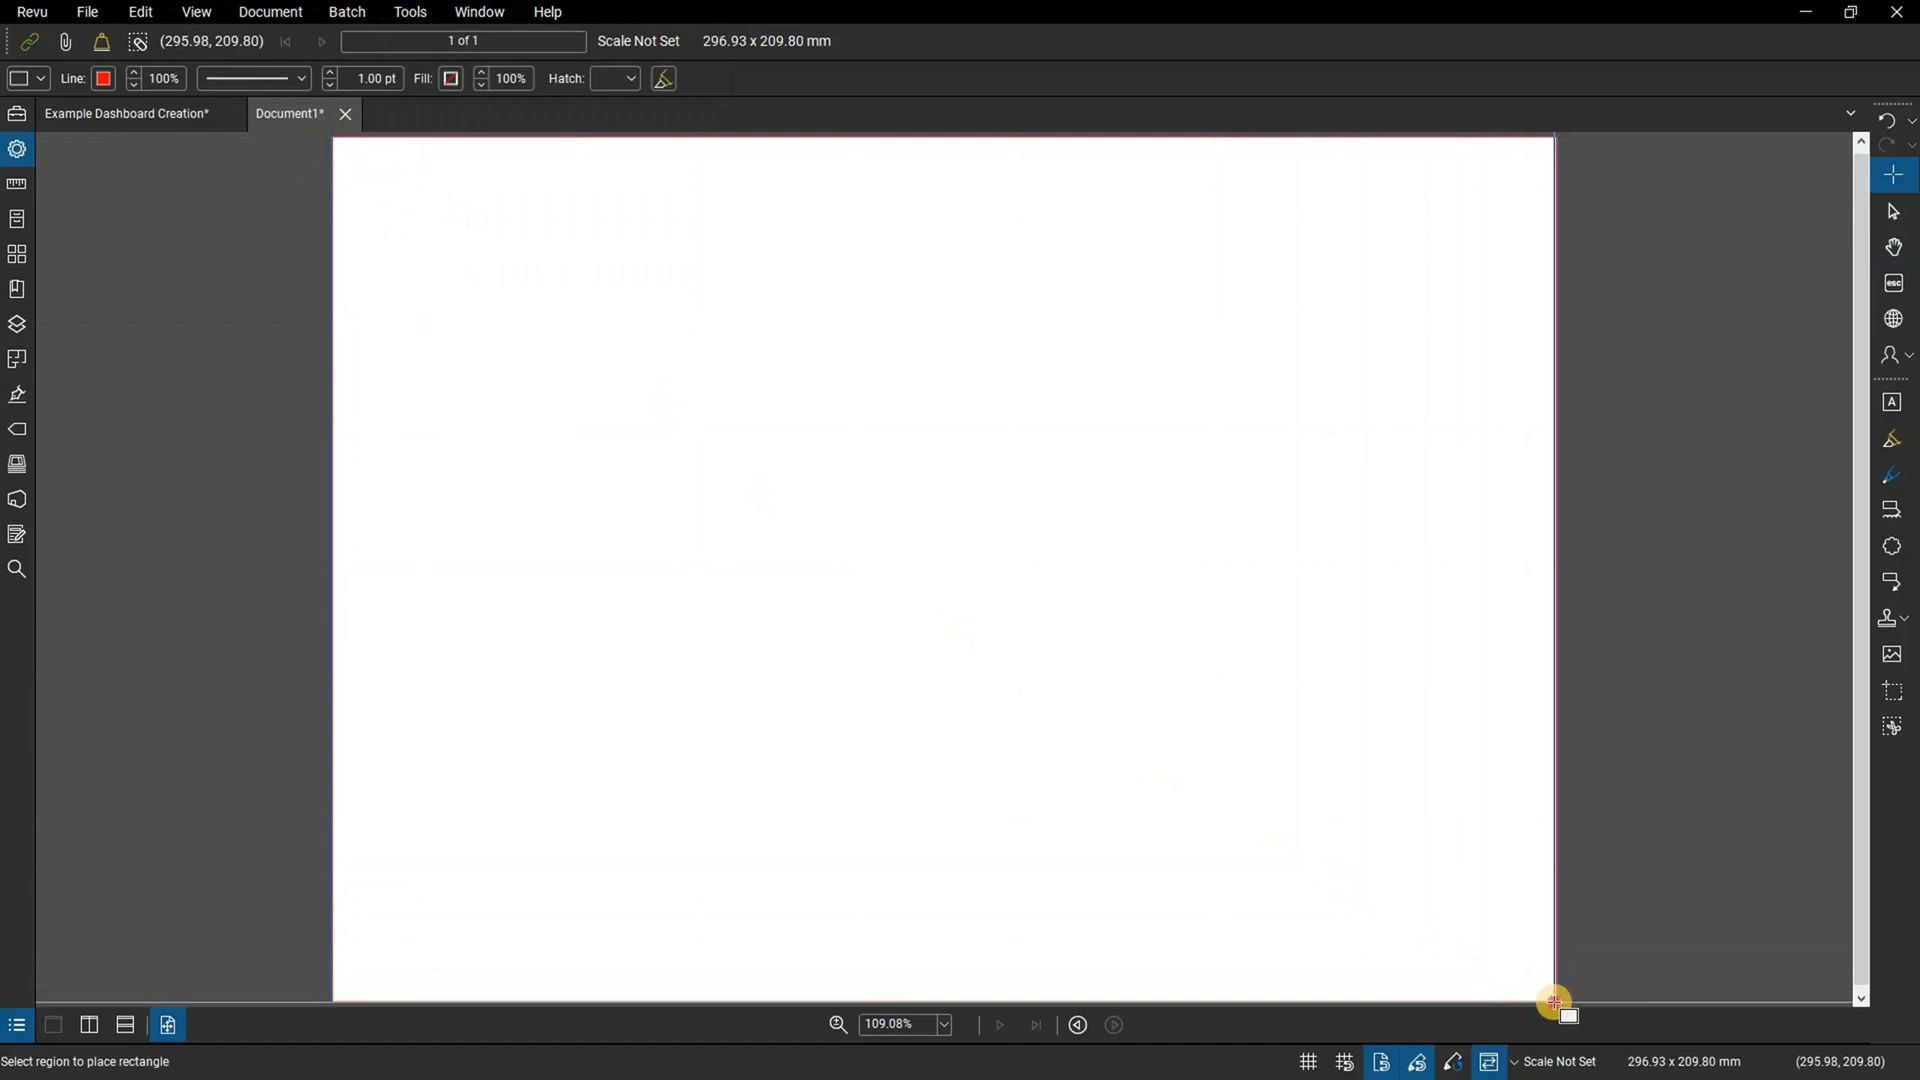 Revu File Edit View Document Batch Tools Window Help
(295.98, 209.80) 1 of 1 Scale Not Set 296.93 x 209.80 mm
Line: 100% 1.00 pt Fill: 100% Hatch:
Example Dashboard Creation* Document1*
esc
A
109.08%
Select region to place rectangle Scale Not Set 296.93 x 209.80 mm (295.98, 209.80)